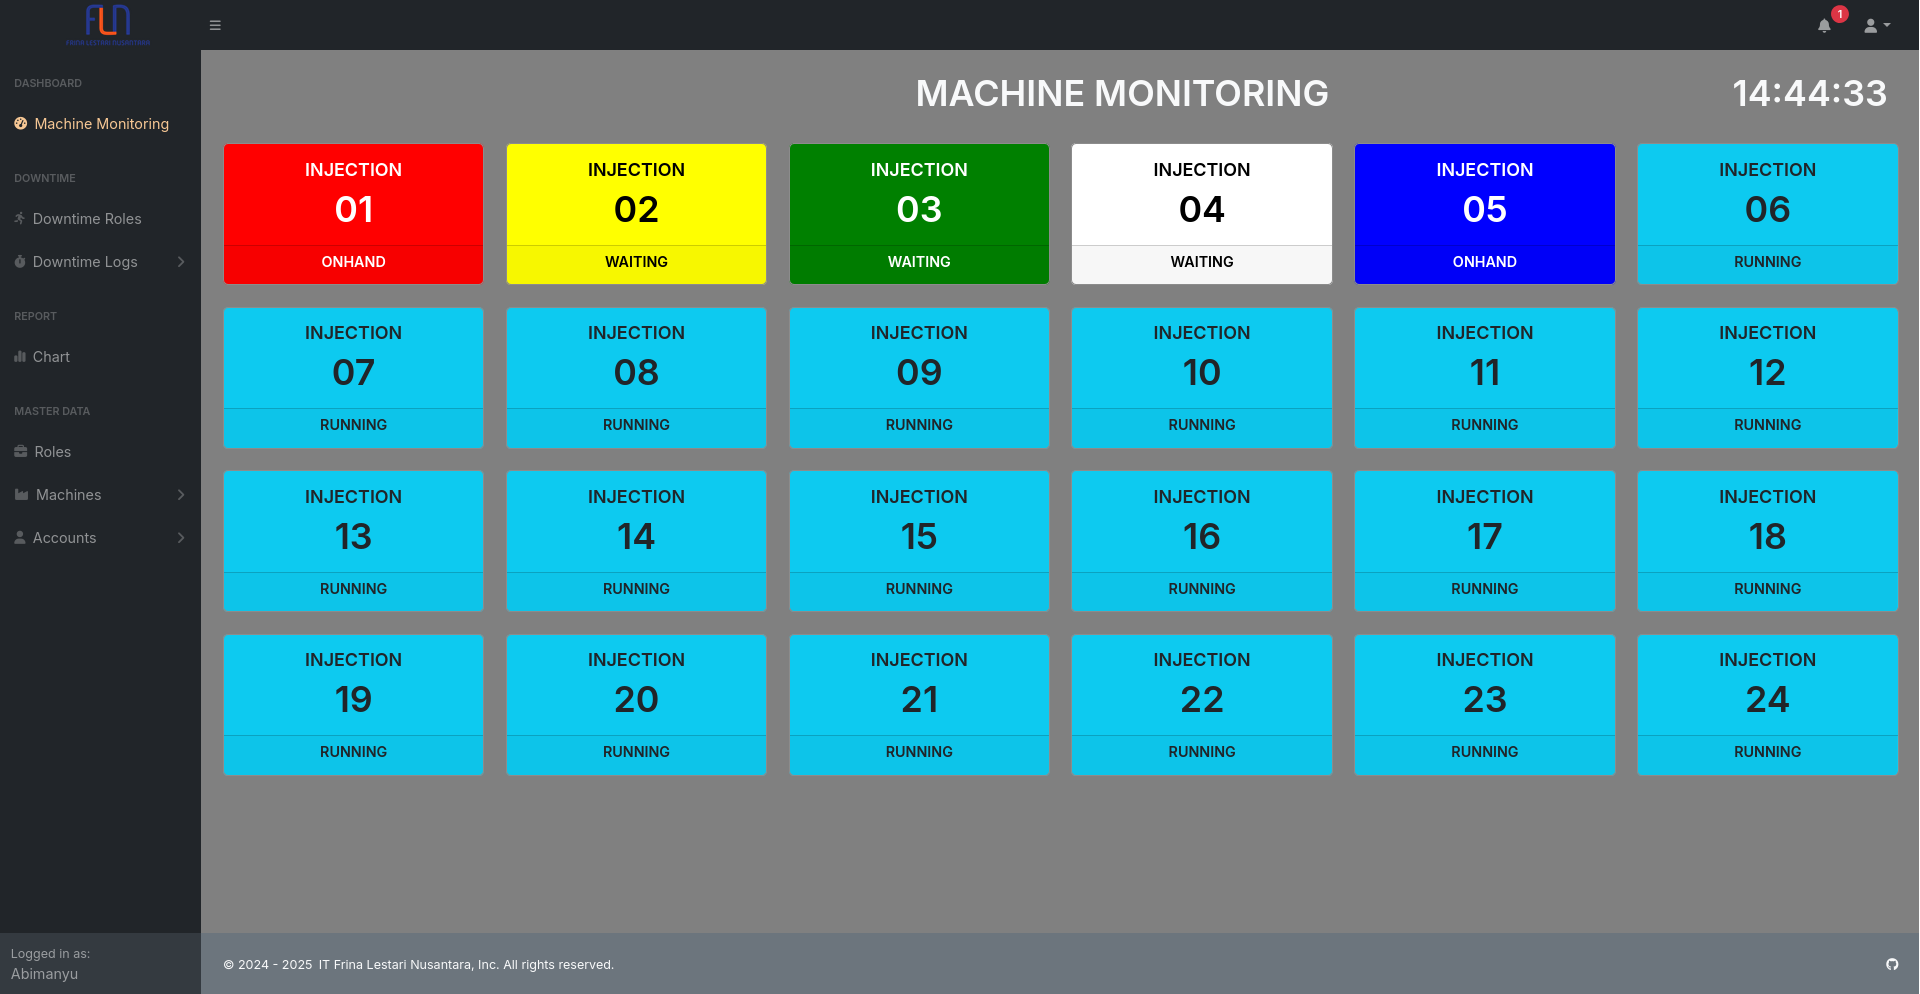 FLN
FRINA LESTARI NUSANTARA
1
DASHBOARD
Machine Monitoring
DOWNTIME
Downtime Roles
Downtime Logs
REPORT
Chart
MASTER DATA
Roles
Machines
Accounts
Logged in as:
Abimanyu
MACHINE MONITORING
14:44:33
INJECTION
01
ONHAND
INJECTION
02
WAITING
INJECTION
03
WAITING
INJECTION
04
WAITING
INJECTION
05
ONHAND
INJECTION
06
RUNNING
INJECTION
07
RUNNING
INJECTION
08
RUNNING
INJECTION
09
RUNNING
INJECTION
10
RUNNING
INJECTION
11
RUNNING
INJECTION
12
RUNNING
INJECTION
13
RUNNING
INJECTION
14
RUNNING
INJECTION
15
RUNNING
INJECTION
16
RUNNING
INJECTION
17
RUNNING
INJECTION
18
RUNNING
INJECTION
19
RUNNING
INJECTION
20
RUNNING
INJECTION
21
RUNNING
INJECTION
22
RUNNING
INJECTION
23
RUNNING
INJECTION
24
RUNNING
© 2024 - 2025 IT Frina Lestari Nusantara, Inc. All rights reserved.